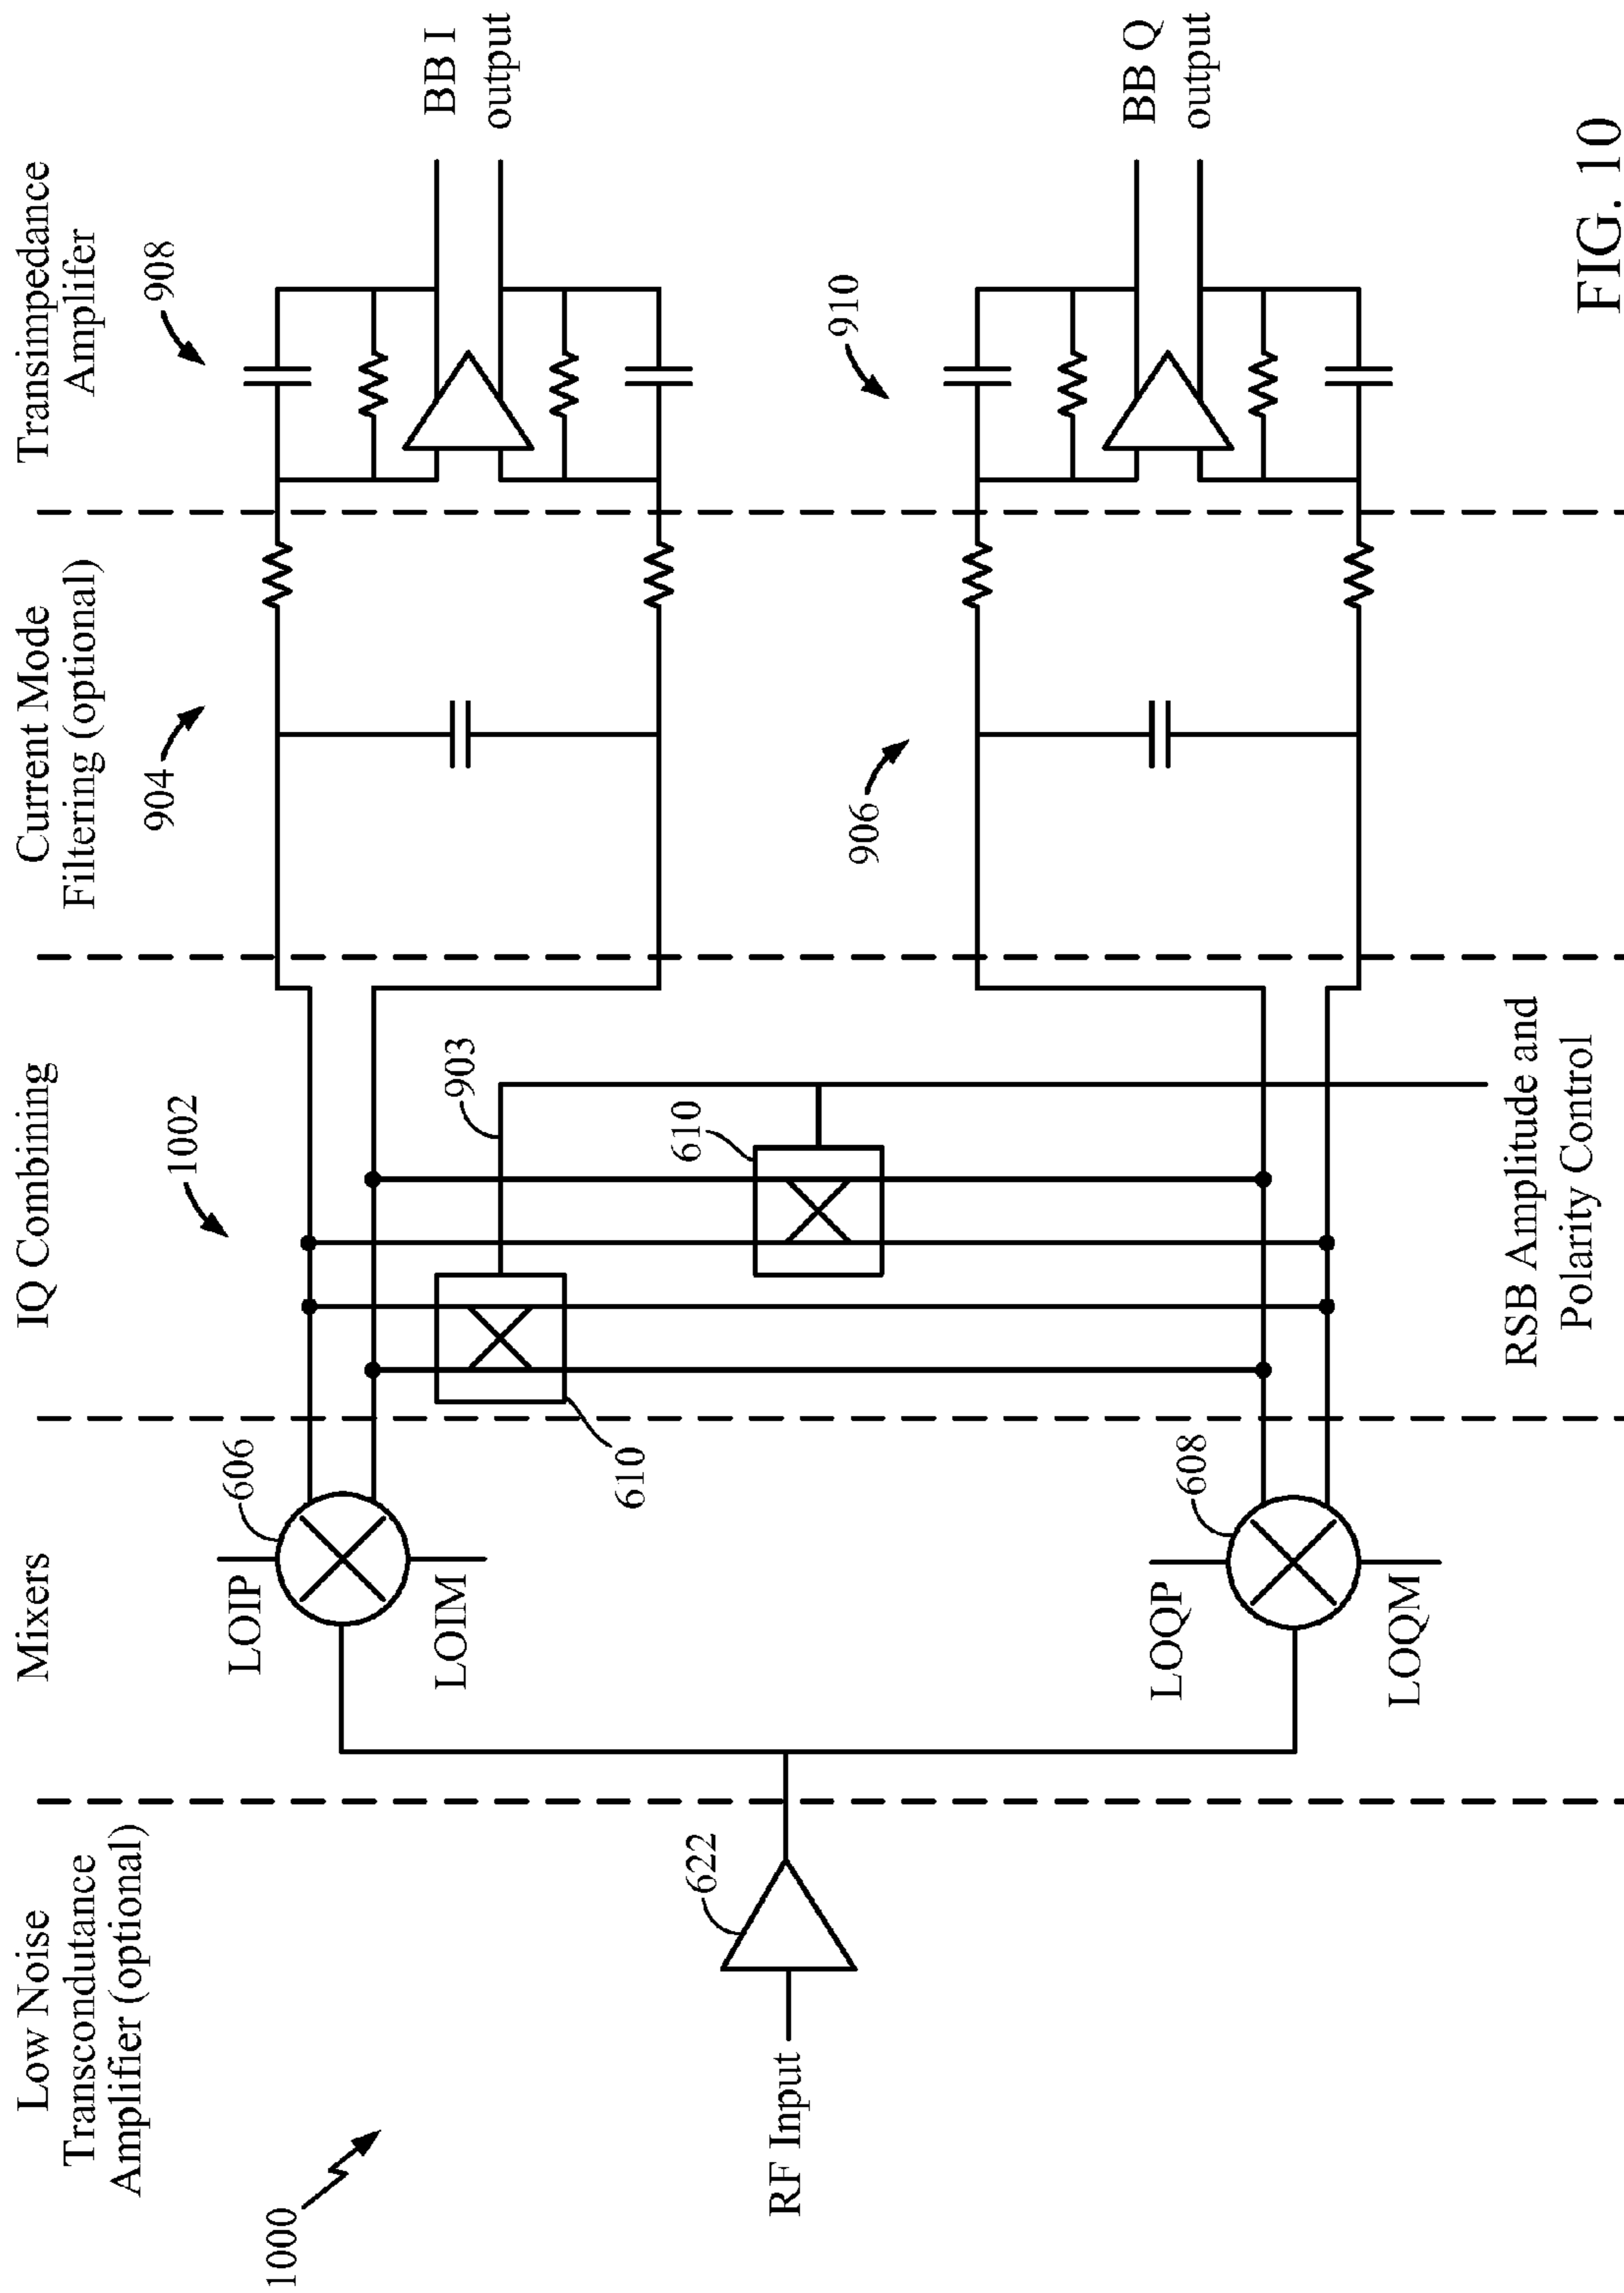 Low Noise
Transcondutance
Amplifier (optional)
Mixers
IQ Combining
Current Mode
Filtering (optional)
Transimpedance
Amplifer
1000
RF Input
622
LOIP
LOIM
606
LOQP
LOQM
608
610
610
1002
903
RSB Amplitude and
Polarity Control
904
906
908
910
BB I
output
BB Q
output
FIG. 10